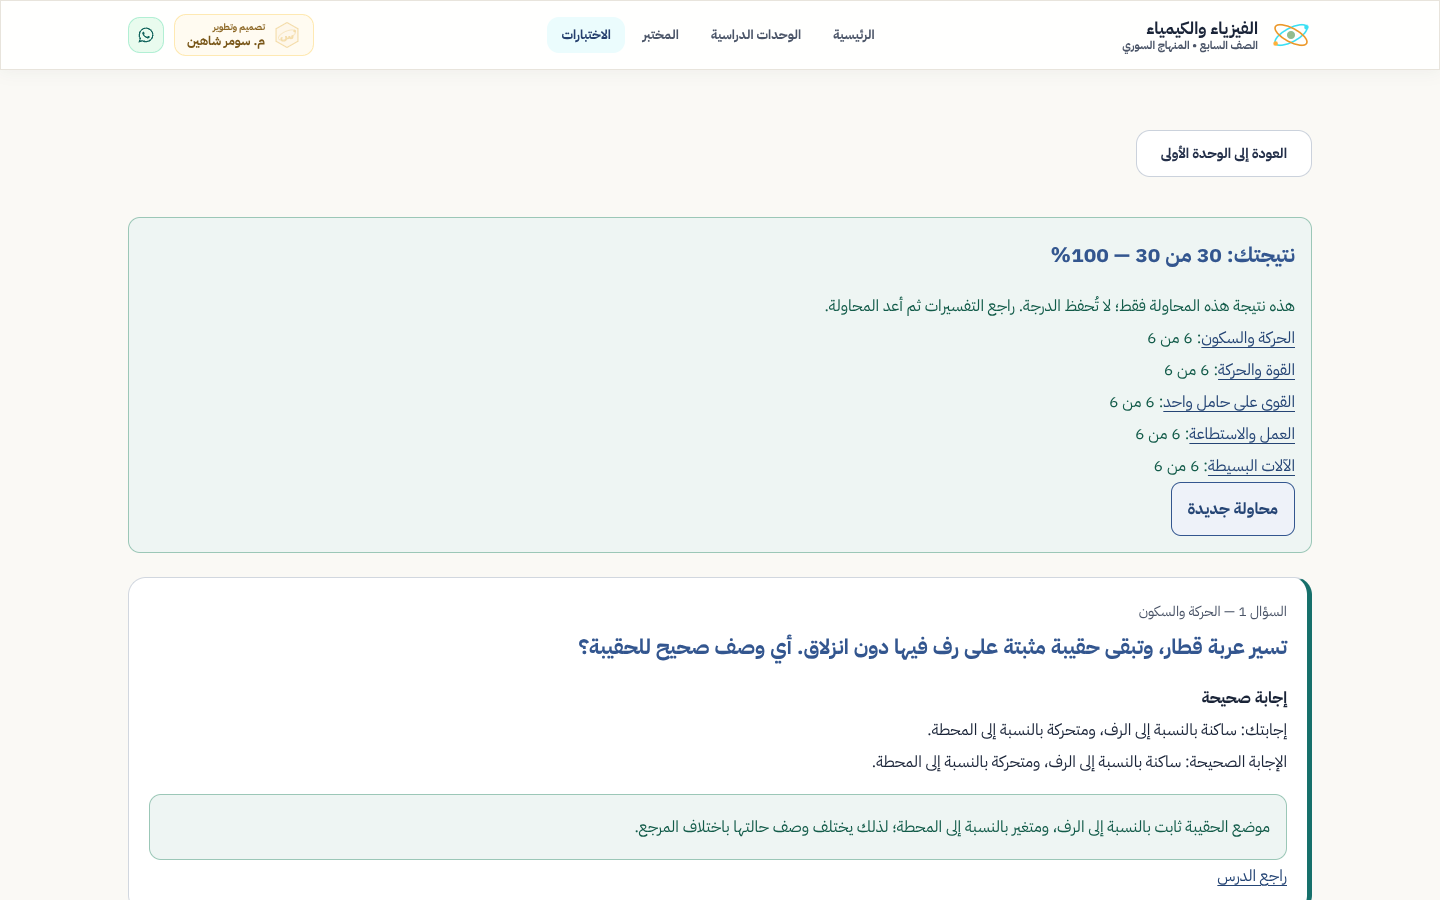 الفيزياء والكيمياء
الصف السابع • المنهاج السوري
الرئيسية
الوحدات الدراسية
المختبر
الاختبارات
تصميم وتطوير
م. سومر شاهين
العودة إلى الوحدة الأولى
نتيجتك: 30 من 30 — 100%
هذه نتيجة هذه المحاولة فقط؛ لا تُحفظ الدرجة. راجع التفسيرات ثم أعد المحاولة.
الحركة والسكون: 6 من 6
القوة والحركة: 6 من 6
القوى على حامل واحد: 6 من 6
العمل والاستطاعة: 6 من 6
الآلات البسيطة: 6 من 6
محاولة جديدة
السؤال 1 — الحركة والسكون
تسير عربة قطار، وتبقى حقيبة مثبتة على رف فيها دون انزلاق. أي وصف صحيح للحقيبة؟
إجابة صحيحة
إجابتك: ساكنة بالنسبة إلى الرف، ومتحركة بالنسبة إلى المحطة.
الإجابة الصحيحة: ساكنة بالنسبة إلى الرف، ومتحركة بالنسبة إلى المحطة.
موضع الحقيبة ثابت بالنسبة إلى الرف، ومتغير بالنسبة إلى المحطة؛ لذلك يختلف وصف حالتها باختلاف المرجع.
راجع الدرس